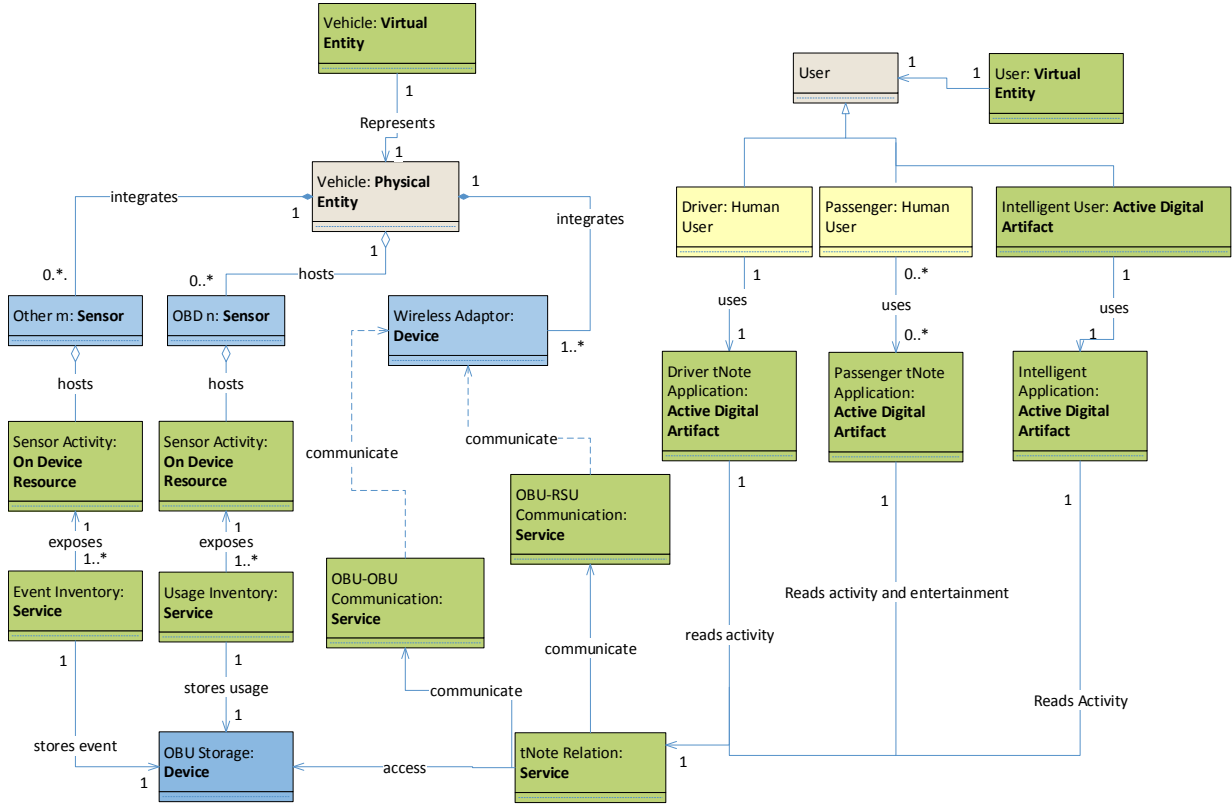 Vehicle: Virtual
Entity
1
Represents
1
Vehicle: Physical
Entity
1
1
1
integrates
integrates
hosts
0.*.
0..*
1..*
Other m: Sensor
OBD n: Sensor
Wireless Adaptor:
Device
hosts
hosts
communicate
communicate
Sensor Activity:
On Device
Resource
Sensor Activity:
On Device
Resource
1
exposes
1..*
1
exposes
1..*
Event Inventory:
Service
Usage Inventory:
Service
OBU-OBU
Communication:
Service
OBU-RSU
Communication:
Service
1
1
stores usage
1
stores event
1
communicate
communicate
OBU Storage:
Device
access
tNote Relation:
Service
1
User
1
1
User: Virtual
Entity
Driver: Human
User
Passenger: Human
User
Intelligent User: Active Digital
Artifact
1
uses
1
0..*
uses
0..*
1
uses
1
Driver tNote
Application:
Active Digital
Artifact
Passenger tNote
Application:
Active Digital
Artifact
Intelligent
Application:
Active Digital
Artifact
1
1
1
Reads activity and entertainment
reads activity
Reads Activity